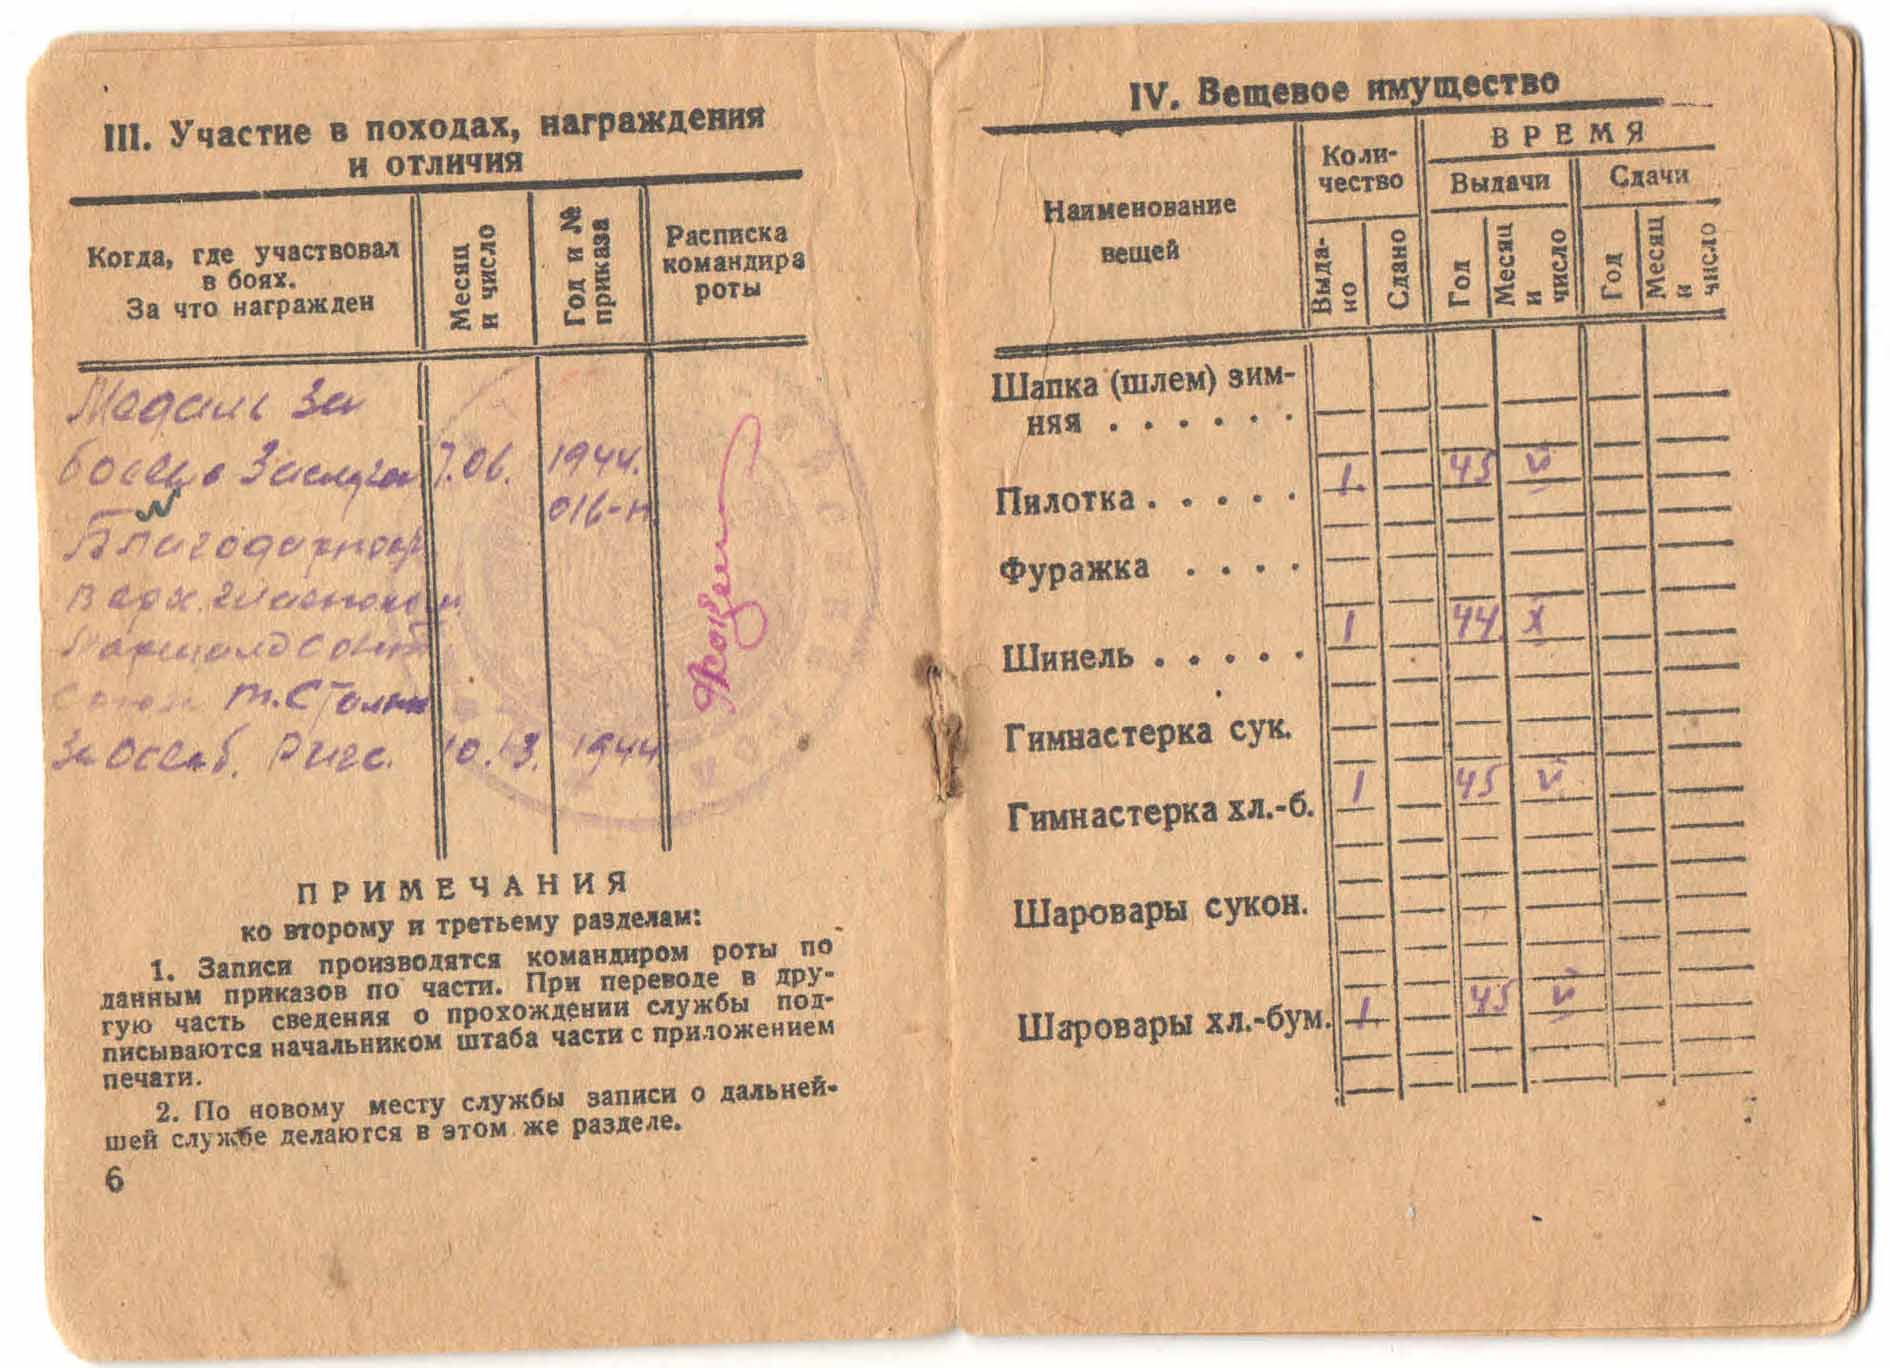 III. Участие в походах, награждения
и отличия
Когда, где участвовал
в боях.
За что награжден
Месяц
и число
Год и №
приказа
Расписка
командира
роты
Медаль За
боевые Заслуги 7.06. 1944.
016-н.
Благодарность
Верх. главноком
Маршала Совет
Союза т. Сталин
За освоб. Риги. 10.13. 1944
ПРИМЕЧАНИЯ
ко второму и третьему разделам:
1. Записи производятся командиром роты по
данным приказов по части. При переводе в дру-
гую часть сведения о прохождении службы под-
писываются начальником штаба части с приложением
печати.
2. По новому месту службы записи о дальней-
шей службе делаются в этом же разделе.
6
IV. Вещевое имущество
Наименование
вещей
Коли-
чество
ВРЕМЯ
Выдачи
Сдачи
Выда-
но
Сдано
Год
Месяц
и
число
Год
Месяц
и
число
Шапка (шлем) зим-
няя . . . . . .
Пилотка . . . . . 1. 45 V
Фуражка . . . .
Шинель . . . . . 1 44. X
Гимнастерка сук.
Гимнастерка хл.-б. 1 45 V
Шаровары сукон.
Шаровары хл.-бум. 1. 45 V